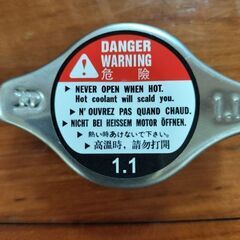 DANGER
WARNING
危險
▶ NEVER OPEN WHEN HOT.
Hot coolant will scald you.
▶ N'OUVREZ PAS QUAND CHAUD.
▶ NICHT BEI HEISSEM MOTOR ÖFFNEN.
▶ 熱い時あけないで下さい。
▶ 高溫時，請勿打開
1.1
1.1